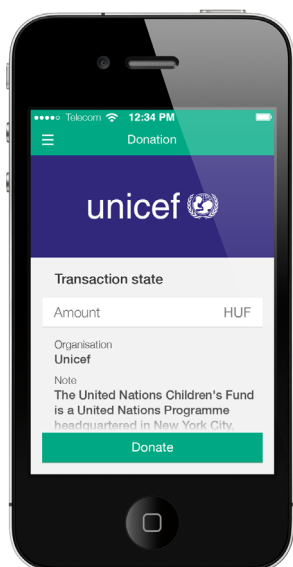 Telecom 12:34 PM
Donation
unicef
Transaction state
Amount HUF
Organisation
Unicef
Note
The United Nations Children's Fund
is a United Nations Programme
headquartered in New York City,
Donate